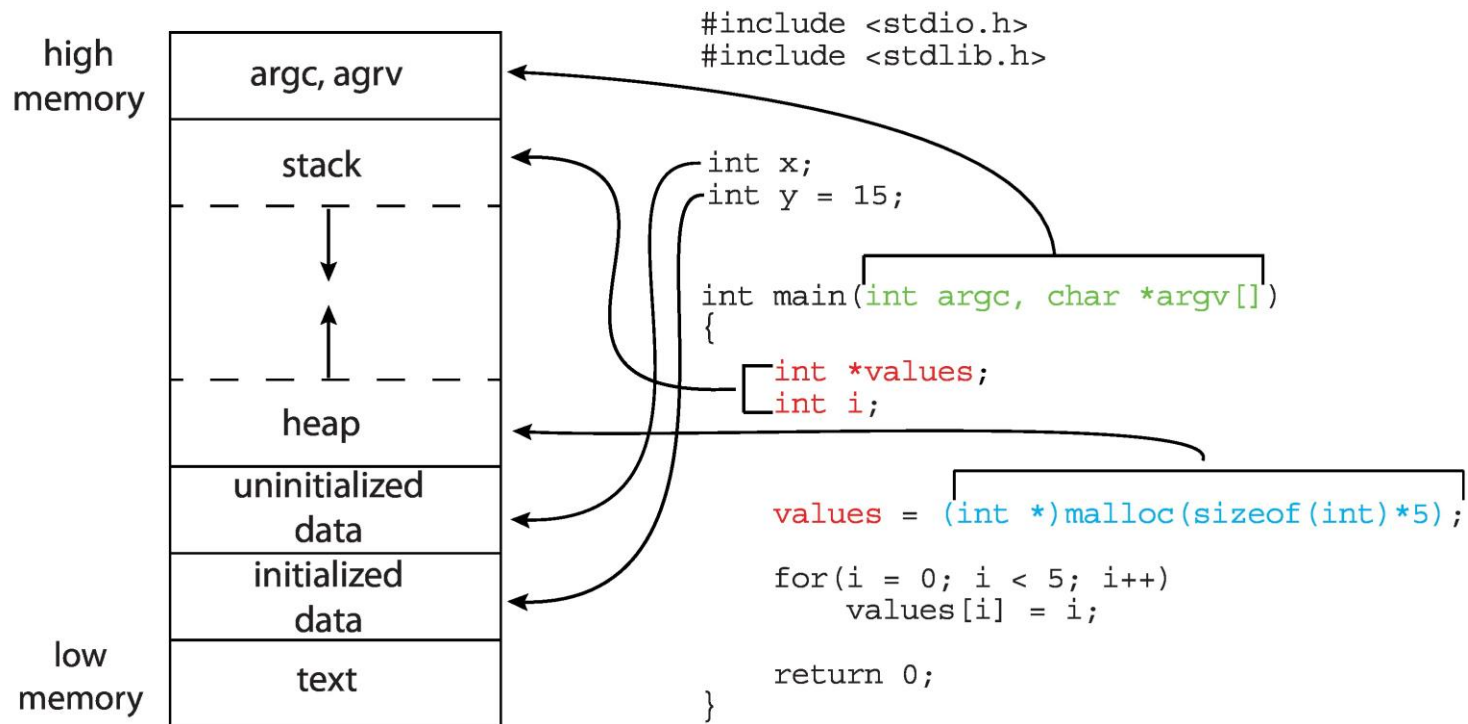 high
memory
argc, agrv
stack
heap
uninitialized
data
initialized
data
low
memory
text
#include <stdio.h>
#include <stdlib.h>
int x;
int y = 15;
int main(int argc, char *argv[])
{
int *values;
int i;
values = (int *)malloc(sizeof(int)*5);
for(i = 0; i < 5; i++)
values[i] = i;
return 0;
}